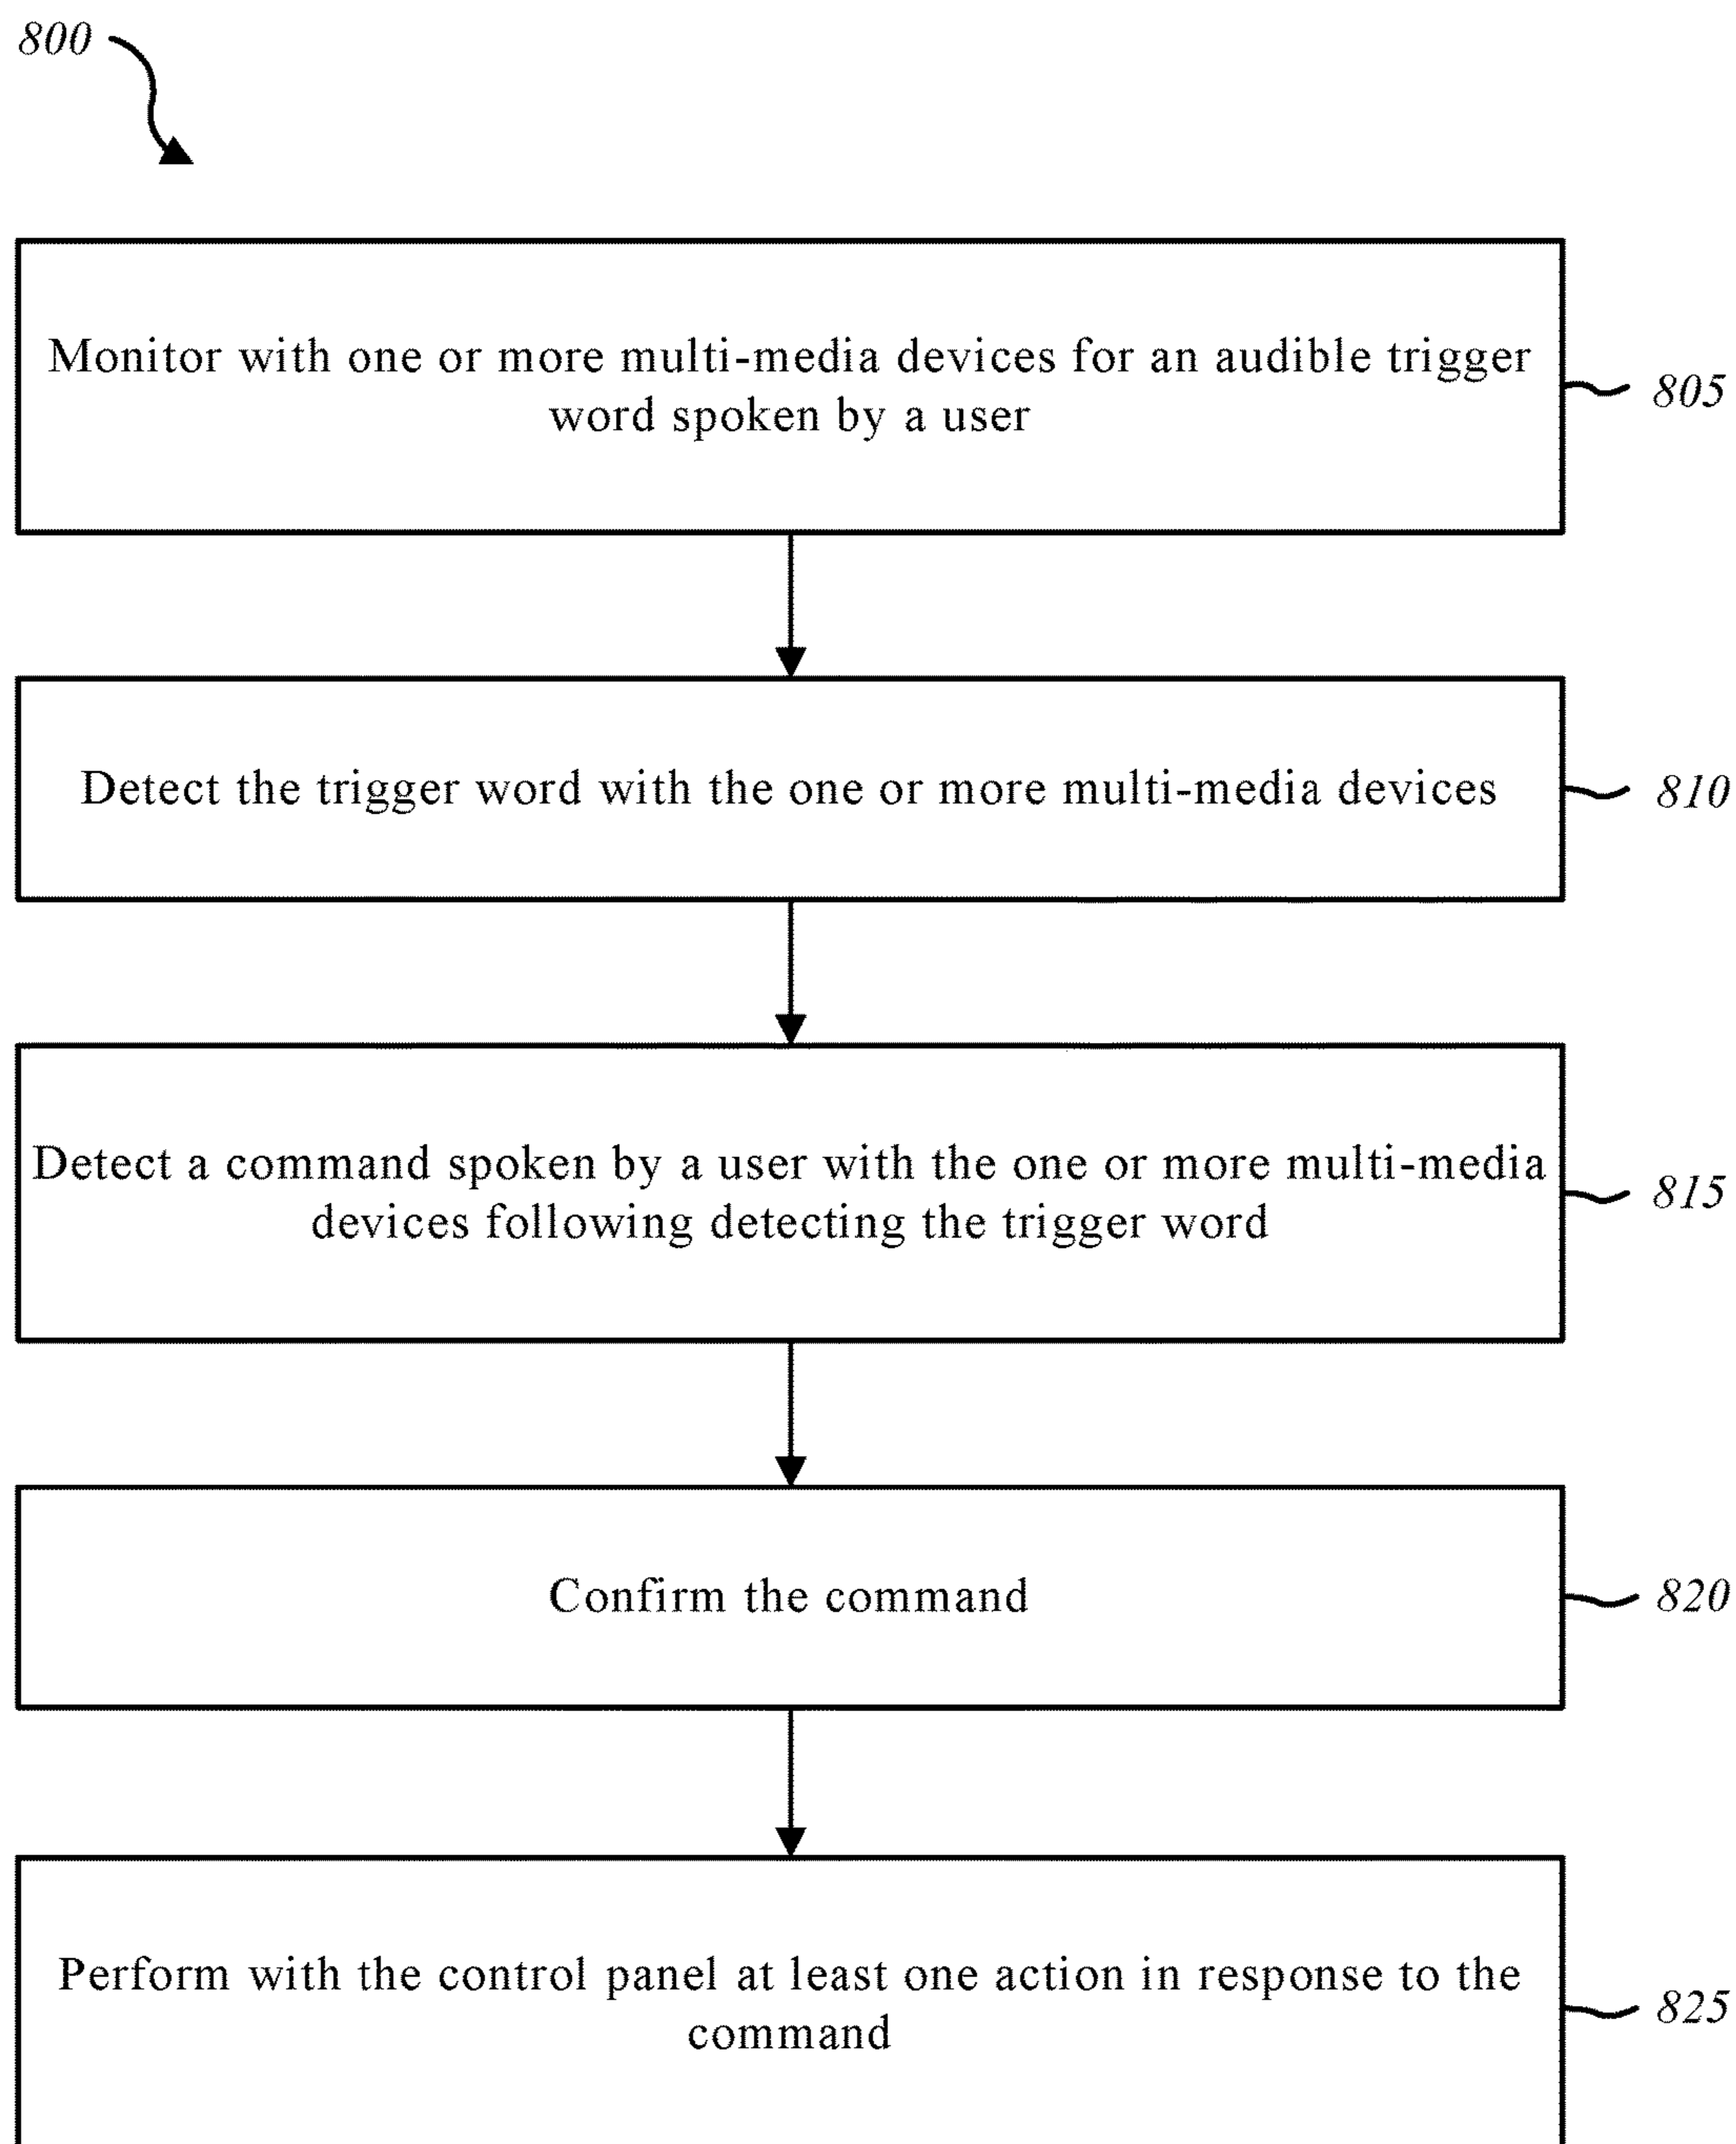 800
Monitor with one or more multi-media devices for an audible trigger
word spoken by a user
805
Detect the trigger word with the one or more multi-media devices
810
Detect a command spoken by a user with the one or more multi-media
devices following detecting the trigger word
815
Confirm the command
820
Perform with the control panel at least one action in response to the
command
825